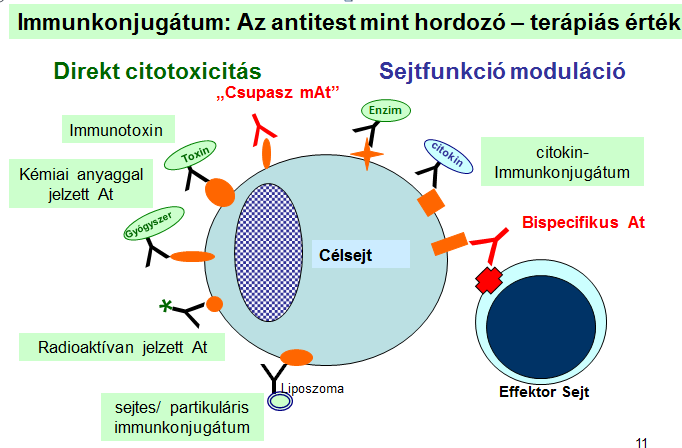 Immunkonjugátum: Az antitest mint hordozó – terápiás érték
Direkt citotoxicitás
Sejtfunkció moduláció
„Csupasz mAt”
Enzim
Immunotoxin
Toxin
citokin
citokin-
Immunkonjugátum
Kémiai anyaggal
jelzett At
Gyógyszer
Bispecifikus At
Célsejt
*
Radioaktívan jelzett At
Liposzoma
Effektor Sejt
sejtes/ partikuláris
immunkonjugátum
11